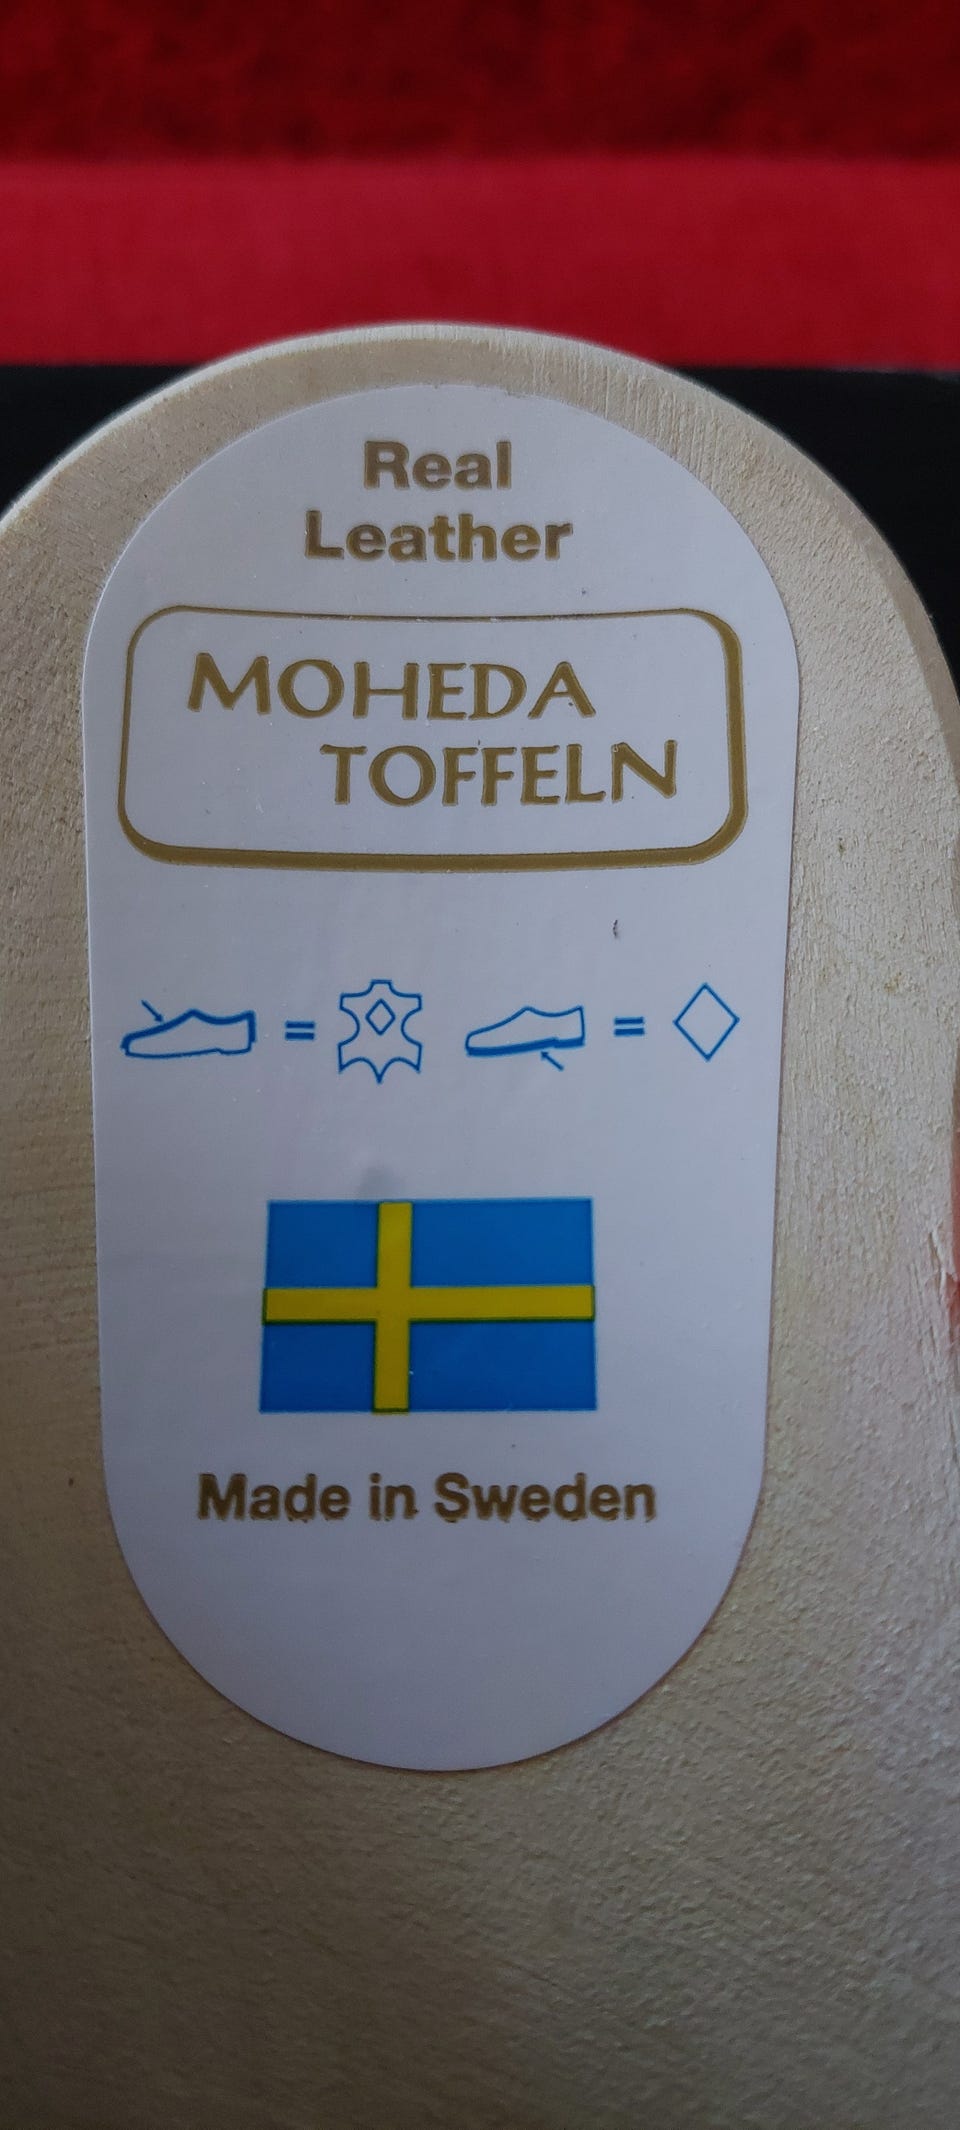 Real
Leather
MOHEDA
TOFFELN
= =
Made in Sweden